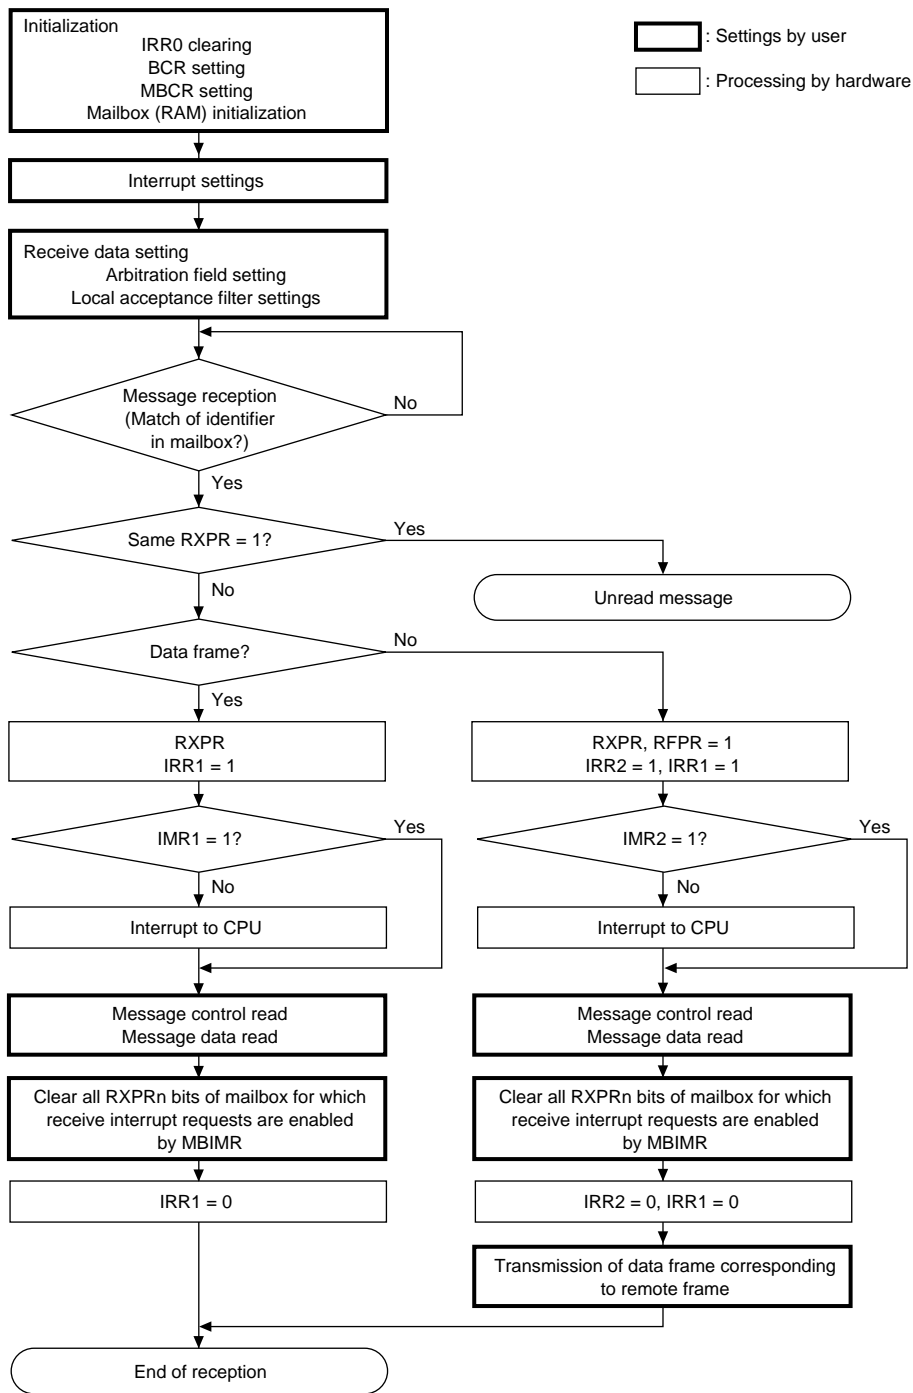 Initialization
IRR0 clearing
BCR setting
MBCR setting
Mailbox (RAM) initialization
: Settings by user
: Processing by hardware
Interrupt settings
Receive data setting
Arbitration field setting
Local acceptance filter settings
Message reception
(Match of identifier
in mailbox?)
No
Yes
Same RXPR = 1?
Yes
No
Unread message
Data frame?
No
Yes
RXPR
IRR1 = 1
RXPR, RFPR = 1
IRR2 = 1, IRR1 = 1
IMR1 = 1?
Yes
No
IMR2 = 1?
Yes
No
Interrupt to CPU
Interrupt to CPU
Message control read
Message data read
Message control read
Message data read
Clear all RXPRn bits of mailbox for which
receive interrupt requests are enabled
by MBIMR
Clear all RXPRn bits of mailbox for which
receive interrupt requests are enabled
by MBIMR
IRR1 = 0
IRR2 = 0, IRR1 = 0
Transmission of data frame corresponding
to remote frame
End of reception